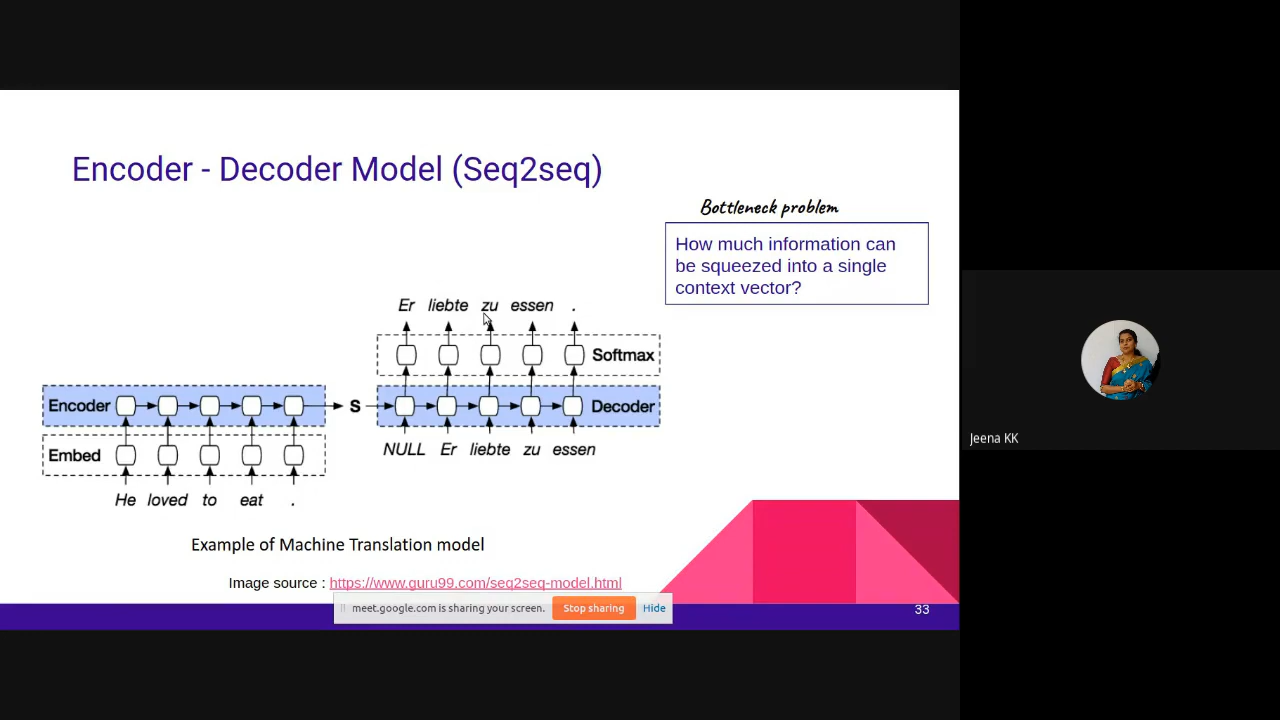 Encoder - Decoder Model (Seq2seq)
Bottleneck problem
How much information can
be squeezed into a single
context vector?
Er liebte zu essen .
Softmax
Encoder
S
Decoder
Embed
NULL Er liebte zu essen
He loved to eat .
Example of Machine Translation model
Image source : https://www.guru99.com/seq2seq-model.html
meet.google.com is sharing your screen. Stop sharing Hide
33
Jeena KK